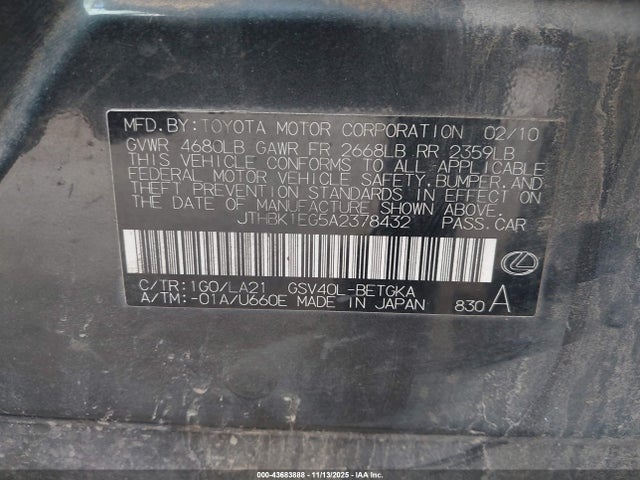 MFD.BY:TOYOTA MOTOR CORPORATION 02/10
GVWR 4680LB GAWR FR 2668LB RR 2359LB
THIS VEHICLE CONFORMS TO ALL APPLICABLE
FEDERAL MOTOR VEHICLE SAFETY,BUMPER,AND
THEFT PREVENTION STANDARDS IN EFFECT ON
THE DATE OF MANUFACTURE SHOWN ABOVE.
JTHBK1EG5A2378432 PASS.CAR
C/TR:1G0/LA21 GSV40L-BETGKA
A/TM:-01A/U660E MADE IN JAPAN 830 A
000-43683888 - 11/13/2025 - IAA Inc.